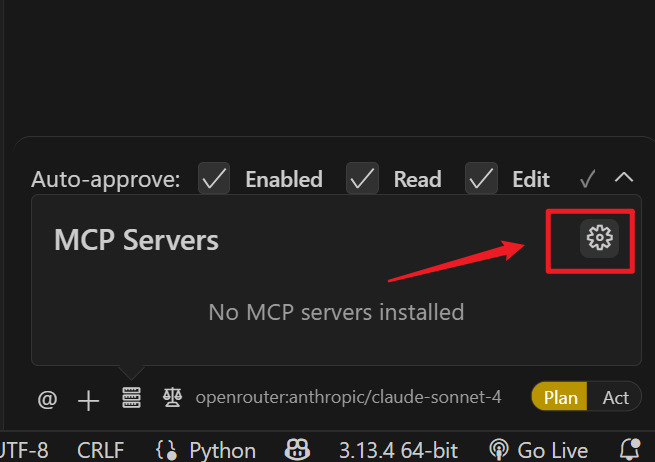 Auto-approve: Enabled Read Edit
MCP Servers
No MCP servers installed
@ openrouter:anthropic/claude-sonnet-4 Plan Act
UTF-8 CRLF Python 3.13.4 64-bit Go Live